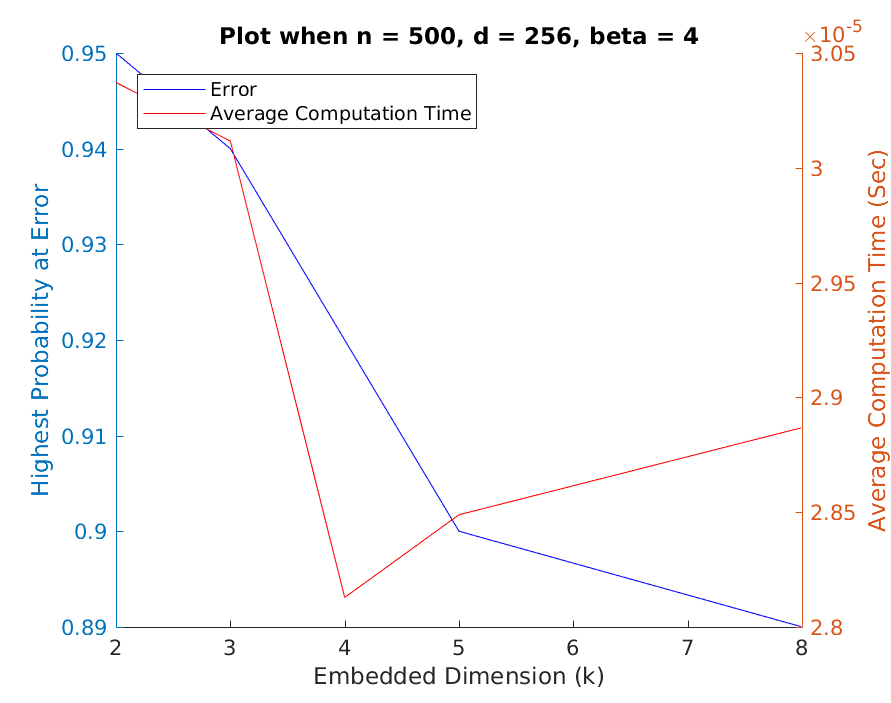 Plot when n = 500, d = 256, beta = 4
×10-5
0.95
0.94
0.93
0.92
0.91
0.9
0.89
Highest Probability at Error
Error
Average Computation Time
3.05
3
2.95
2.9
2.85
2.8
Average Computation Time (Sec)
2 3 4 5 6 7 8
Embedded Dimension (k)